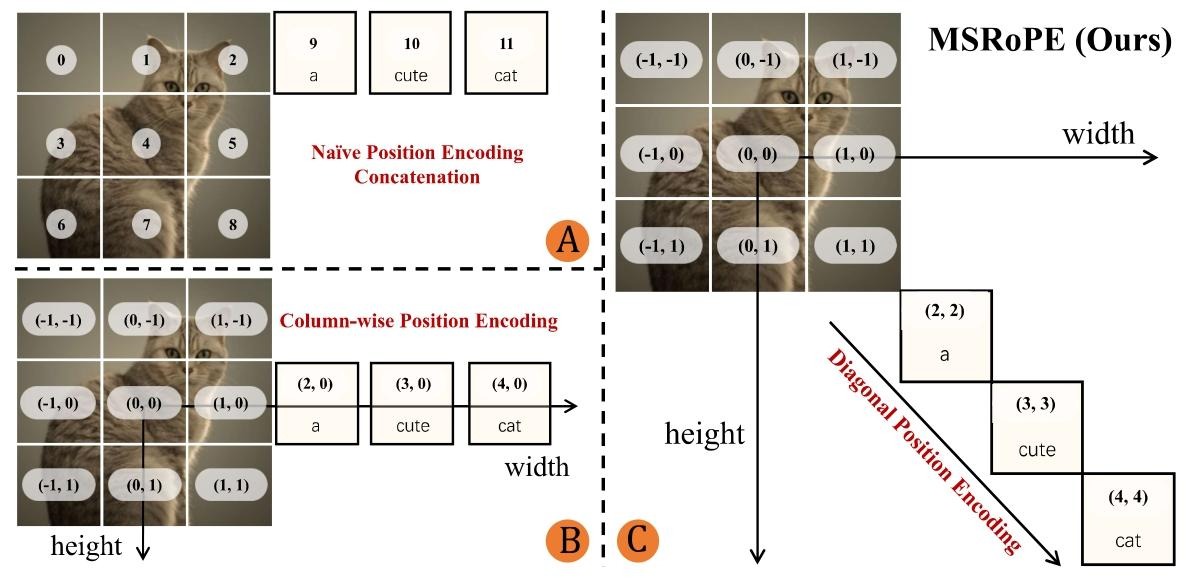 0 1 2
3 4 5
6 7 8
9 10 11
a cute cat
Naïve Position Encoding
Concatenation
A
(-1, -1) (0, -1) (1, -1)
(-1, 0) (0, 0) (1, 0)
(-1, 1) (0, 1) (1, 1)
Column-wise Position Encoding
(2, 0) (3, 0) (4, 0)
a cute cat
width
height
B
MSRoPE (Ours)
(-1, -1) (0, -1) (1, -1)
(-1, 0) (0, 0) (1, 0)
(-1, 1) (0, 1) (1, 1)
width
height
(2, 2)
a
(3, 3)
cute
(4, 4)
cat
Diagonal Position Encoding
C